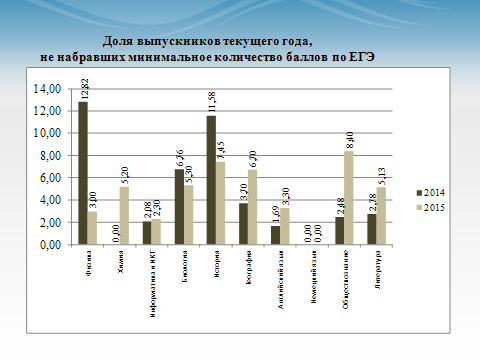 Доля выпускников текущего года,
не набравших минимальное количество баллов по ЕГЭ
14,00
12,00
10,00
8,00
6,00
4,00
2,00
0,00
12,82
3,00
0,00
5,20
2,08
2,30
6,76
5,30
11,58
7,45
3,70
6,70
1,69
3,30
0,00
0,00
2,48
8,40
2,78
5,13
Физика
Химия
Информатика и ИКТ
Биология
История
География
Английский язык
Немецкий язык
Обществознание
Литература
2014
2015